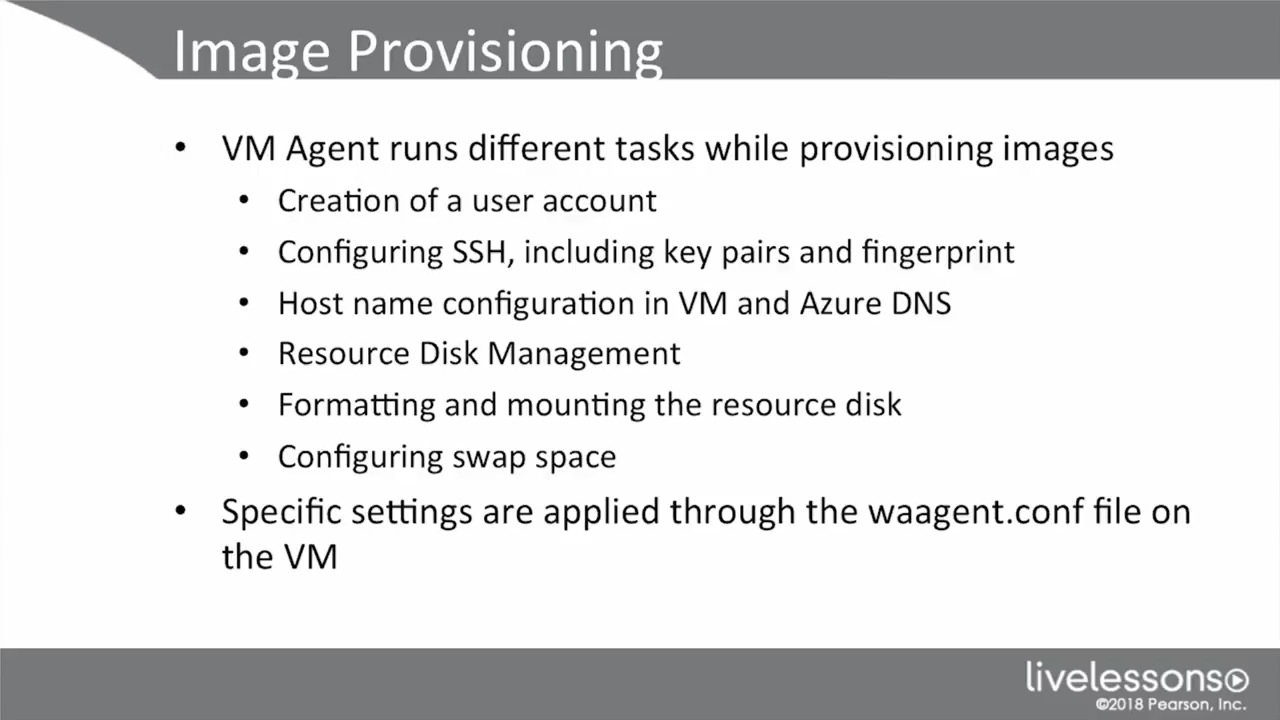 Image Provisioning
• VM Agent runs different tasks while provisioning images
• Creation of a user account
• Configuring SSH, including key pairs and fingerprint
• Host name configuration in VM and Azure DNS
• Resource Disk Management
• Formatting and mounting the resource disk
• Configuring swap space
• Specific settings are applied through the waagent.conf file on
the VM
livelessons
©2018 Pearson, Inc.